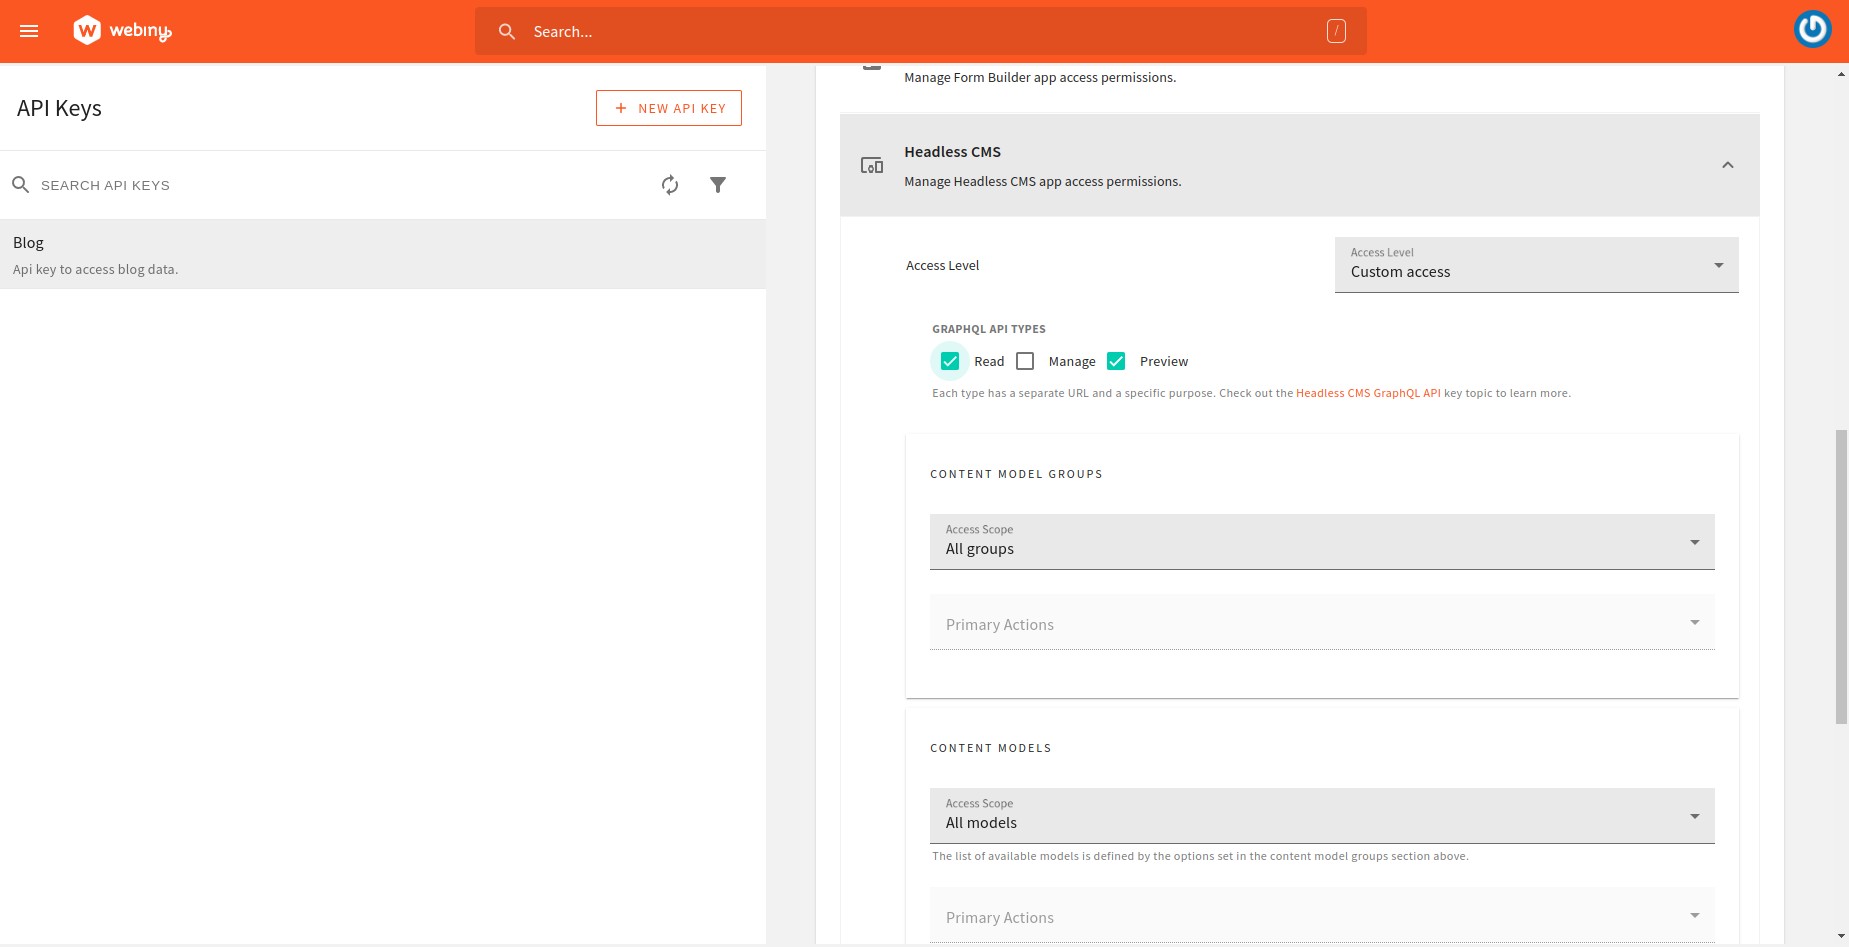 webiny
Search...
/
API Keys
+ NEW API KEY
SEARCH API KEYS
Blog
Api key to access blog data.
Manage Form Builder app access permissions.
Headless CMS
Manage Headless CMS app access permissions.
Access Level
Access Level
Custom access
GRAPHQL API TYPES
Read Manage Preview
Each type has a separate URL and a specific purpose. Check out the Headless CMS GraphQL API key topic to learn more.
CONTENT MODEL GROUPS
Access Scope
All groups
Primary Actions
CONTENT MODELS
Access Scope
All models
The list of available models is defined by the options set in the content model groups section above.
Primary Actions